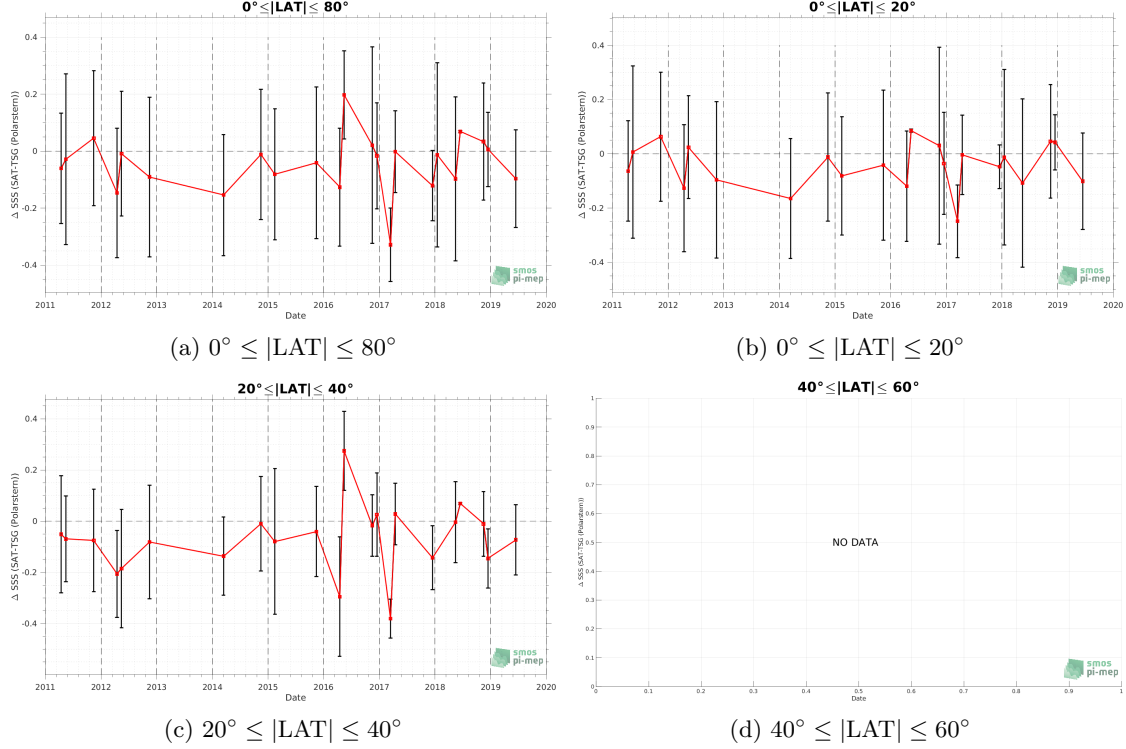 0°≤|LAT|≤ 80°
Δ SSS (SAT-TSG (Polarstern))
0.4
0.2
0
-0.2
-0.4
2011 2012 2013 2014 2015 2016 2017 2018 2019 2020
Date
smos
pi-mep
(a) 0° ≤ |LAT| ≤ 80°
0°≤|LAT|≤ 20°
Δ SSS (SAT-TSG (Polarstern))
0.4
0.2
0
-0.2
-0.4
2011 2012 2013 2014 2015 2016 2017 2018 2019 2020
Date
smos
pi-mep
(b) 0° ≤ |LAT| ≤ 20°
20°≤|LAT|≤ 40°
Δ SSS (SAT-TSG (Polarstern))
0.4
0.2
0
-0.2
-0.4
2011 2012 2013 2014 2015 2016 2017 2018 2019 2020
Date
smos
pi-mep
(c) 20° ≤ |LAT| ≤ 40°
40°≤|LAT|≤ 60°
Δ SSS (SAT-TSG (Polarstern))
1
0.9
0.8
0.7
0.6
0.5
0.4
0.3
0.2
0.1
0
NO DATA
0 0.1 0.2 0.3 0.4 0.5 0.6 0.7 0.8 0.9 1
Date
smos
pi-mep
(d) 40° ≤ |LAT| ≤ 60°